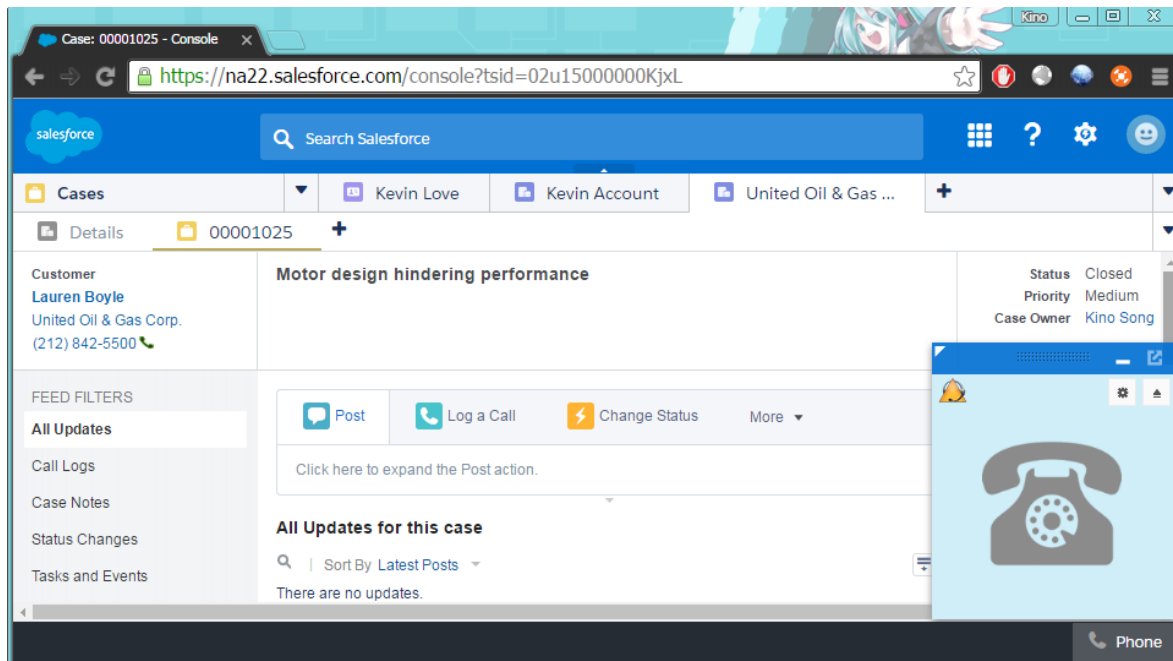 Kino
Case: 00001025 - Console
https://na22.salesforce.com/console?tsid=02u15000000KjxL
salesforce
Search Salesforce
Cases
Kevin Love
Kevin Account
United Oil & Gas ...
Details
00001025
Customer
Lauren Boyle
United Oil & Gas Corp.
(212) 842-5500
Motor design hindering performance
Status Closed
Priority Medium
Case Owner Kino Song
FEED FILTERS
All Updates
Call Logs
Case Notes
Status Changes
Tasks and Events
Post
Log a Call
Change Status
More
Click here to expand the Post action.
All Updates for this case
Sort By Latest Posts
There are no updates.
Phone